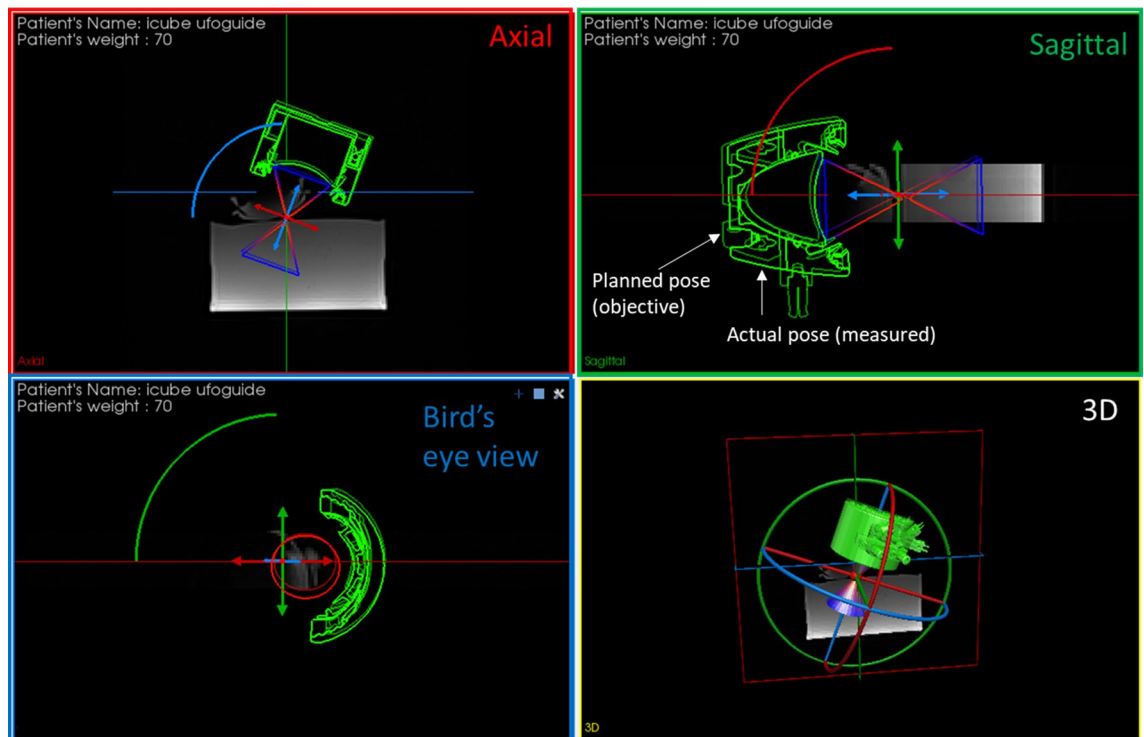 Patient's Name: icube ufoguide
Patient's weight : 70
Axial
Axial
Patient's Name: icube ufoguide
Patient's weight : 70
Sagittal
Planned pose
(objective)
Actual pose (measured)
Sagittal
Patient's Name: icube ufoguide
Patient's weight : 70
Bird's
eye view
3D
3D